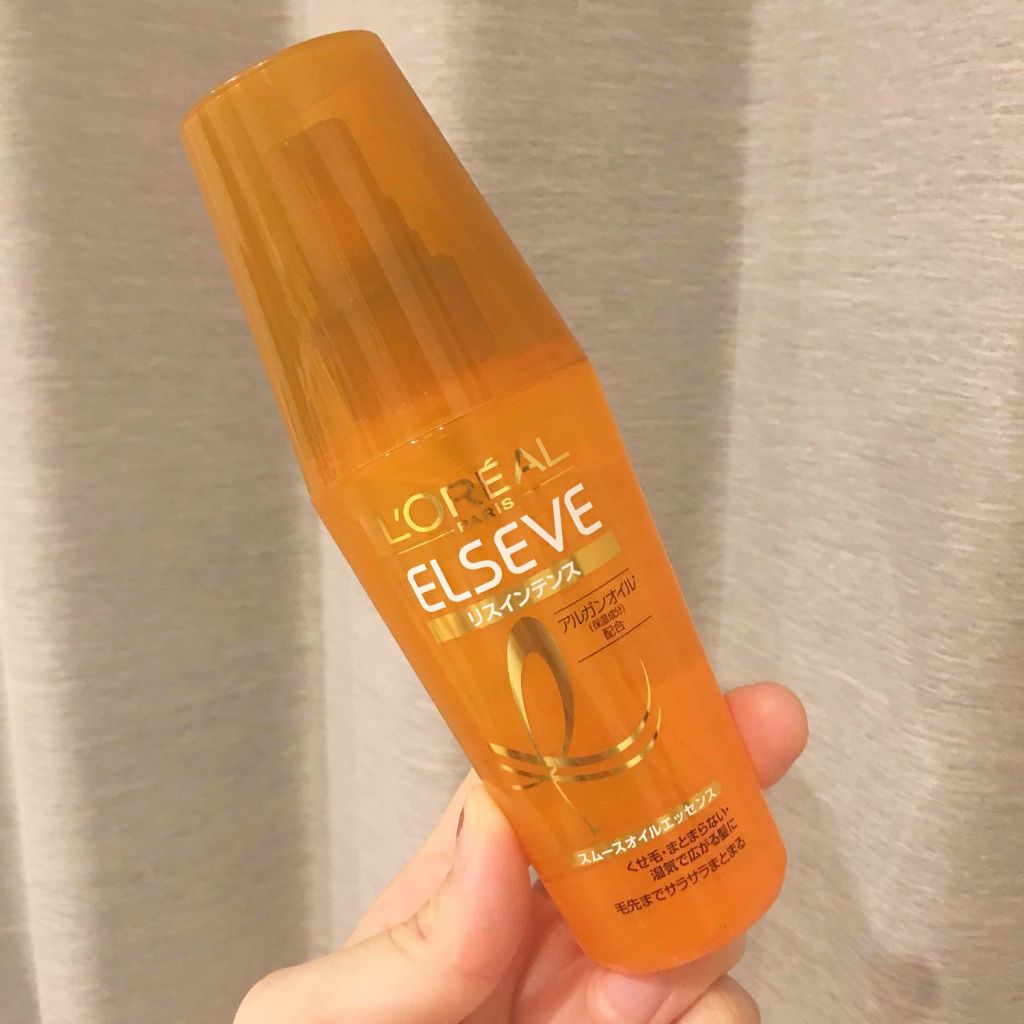 L'ORÉAL
PARIS
ELSEVE
リスインテンス
アルガンオイル*
(保湿成分)
配合
スムースオイルエッセンス
くせ毛・まとまらない・
湿気で広がる髪に
毛先までサラサラまとまる